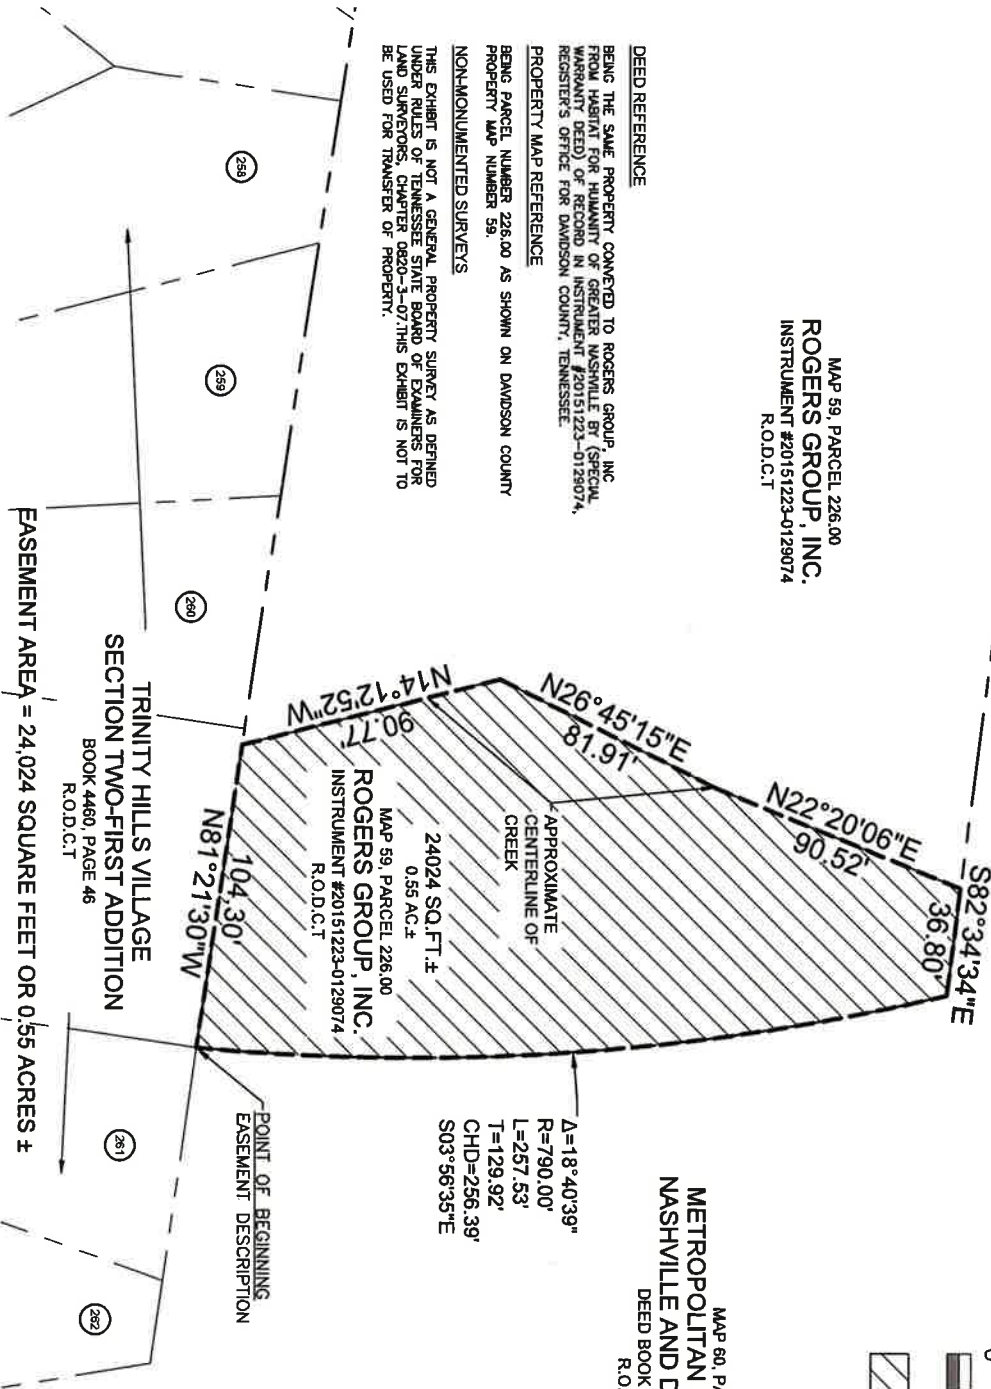 MAP 59, PARCEL 226.00
ROGERS GROUP, INC.
INSTRUMENT #20151223-0129074
R.O.D.C.T
DEED REFERENCE
BEING THE SAME PROPERTY CONVEYED TO ROGERS GROUP, INC
FROM HABITAT FOR HUMANITY OF GREATER NASHVILLE BY (SPECIAL
WARRANTY DEED) OF RECORD IN INSTRUMENT #20151223-0129074,
REGISTER'S OFFICE FOR DAVIDSON COUNTY, TENNESSEE.
PROPERTY MAP REFERENCE
BEING PARCEL NUMBER 226.00 AS SHOWN ON DAVIDSON COUNTY
PROPERTY MAP NUMBER 59.
NON-MONUMENTED SURVEYS
THIS EXHIBIT IS NOT A GENERAL PROPERTY SURVEY AS DEFINED
UNDER RULES OF TENNESSEE STATE BOARD OF EXAMINERS FOR
LAND SURVEYORS, CHAPTER 0820-3-07.THIS EXHIBIT IS NOT TO
BE USED FOR TRANSFER OF PROPERTY.
S82°34'34"E
36.80'
N22°20'06"E
90.52'
N26°45'15"E
81.91'
N14°12'52"W
90.77'
APPROXIMATE
CENTERLINE OF
CREEK
24024 SQ.FT.±
0.55 AC.±
MAP 59, PARCEL 226.00
ROGERS GROUP, INC.
INSTRUMENT #20151223-0129074
R.O.D.C.T
104.30'
N81°21'30"W
Δ=18°40'39"
R=790.00'
L=257.53'
T=129.92'
CHD=256.39'
S03°56'35"E
MAP 60, PA
METROPOLITAN
NASHVILLE AND D
DEED BOOK
R.O.
POINT OF BEGINNING
EASEMENT DESCRIPTION
258
259
260
261
262
TRINITY HILLS VILLAGE
SECTION TWO-FIRST ADDITION
BOOK 4460, PAGE 46
R.O.D.C.T
EASEMENT AREA = 24,024 SQUARE FEET OR 0.55 ACRES ±